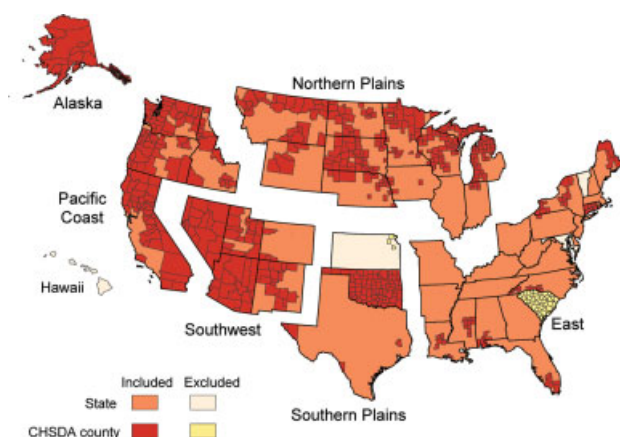 Northern Plains
Alaska
Pacific
Coast
Hawaii
Southwest
East
Included Excluded
State
Southern Plains
CHSDA county